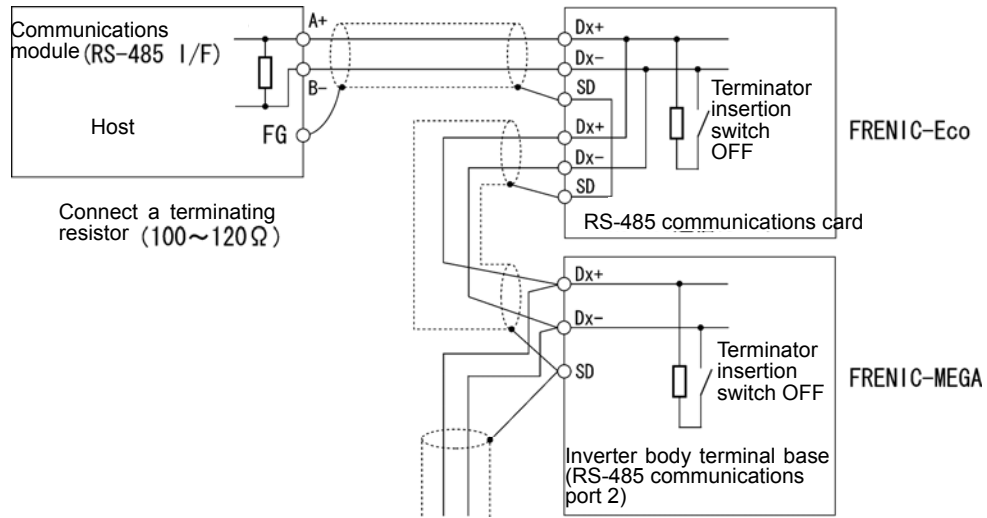 Communications
module (RS-485 I/F)
Host
A+
B-
FG
Connect a terminating
resistor (100～120Ω)
Dx+
Dx-
SD
Dx+
Dx-
SD
Terminator
insertion
switch
OFF
RS-485 communications card
FRENIC-Eco
Dx+
Dx-
SD
Terminator
insertion
switch OFF
Inverter body terminal base
(RS-485 communications
port 2)
FRENIC-MEGA